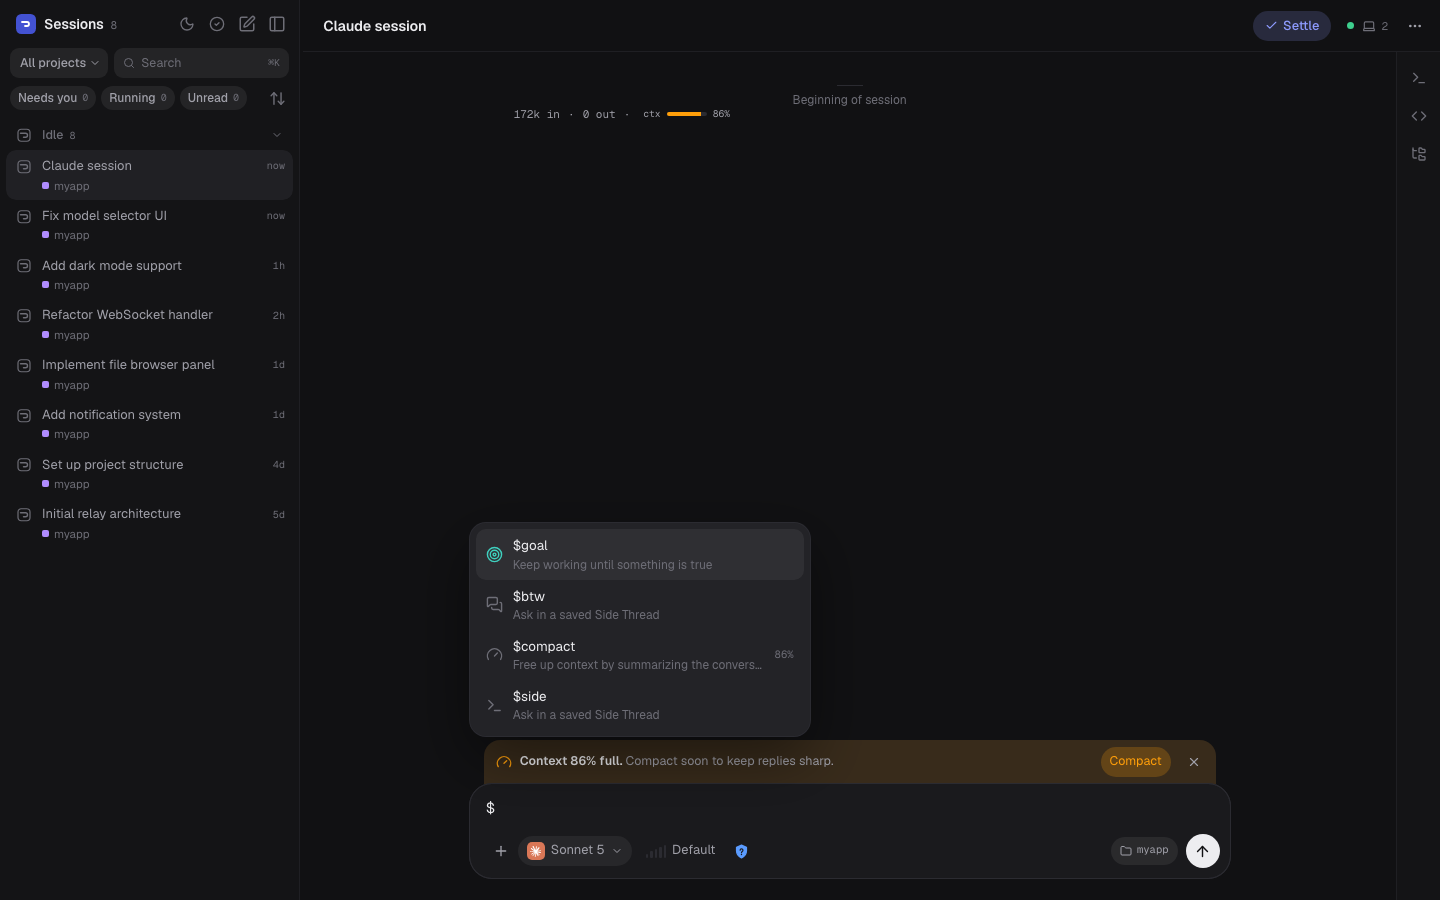 Sessions 8
All projects
Search ⌘K
Needs you 0
Running 0
Unread 0
Idle 8
Claude session now
myapp
Fix model selector UI now
myapp
Add dark mode support 1h
myapp
Refactor WebSocket handler 2h
myapp
Implement file browser panel 1d
myapp
Add notification system 1d
myapp
Set up project structure 4d
myapp
Initial relay architecture 5d
myapp
Claude session
Settle
2
Beginning of session
172k in · 0 out · ctx 86%
$goal
Keep working until something is true
$btw
Ask in a saved Side Thread
$compact
Free up context by summarizing the convers… 86%
$side
Ask in a saved Side Thread
Context 86% full. Compact soon to keep replies sharp.
Compact
$
Sonnet 5
Default
myapp